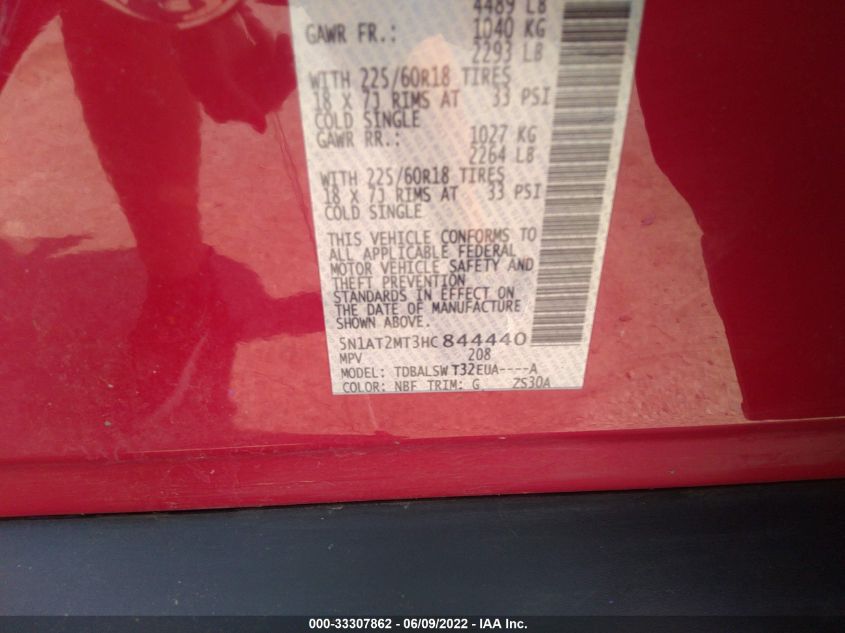 4489 LB
GAWR FR.: 1040 KG
2293 LB
WITH 225/60R18 TIRES
18 X 7J RIMS AT 33 PSI
COLD SINGLE
GAWR RR.: 1027 KG
2264 LB
WITH 225/60R18 TIRES
18 X 7J RIMS AT 33 PSI
COLD SINGLE
THIS VEHICLE CONFORMS TO
ALL APPLICABLE FEDERAL
MOTOR VEHICLE SAFETY AND
THEFT PREVENTION
STANDARDS IN EFFECT ON
THE DATE OF MANUFACTURE
SHOWN ABOVE.
5N1AT2MT3HC844440
MPV 208
MODEL: TDBALSWT32EUA----A
COLOR: NBF TRIM: G ZS30A
000-33307862 - 06/09/2022 - IAA Inc.